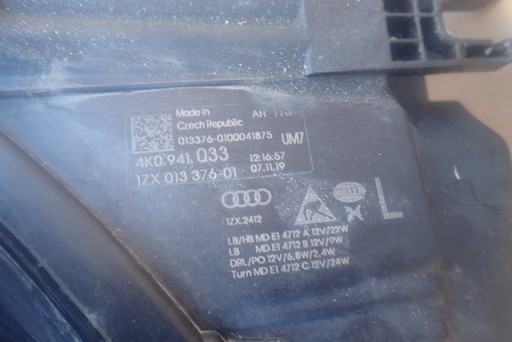 Made in
Czech Republic
AH
013376-0100041875
UM7
4K0.941.033
12:16:57
1ZX 013 376-01
07.11.19
1ZX.2412
L
LB/HB MD E1 4712 A 12V/22W
LB MD E1 4712 B 12V/9W
DRL/PO 12V/6,8W/2,4W
Turn MD E1 4712 C 12V/24W